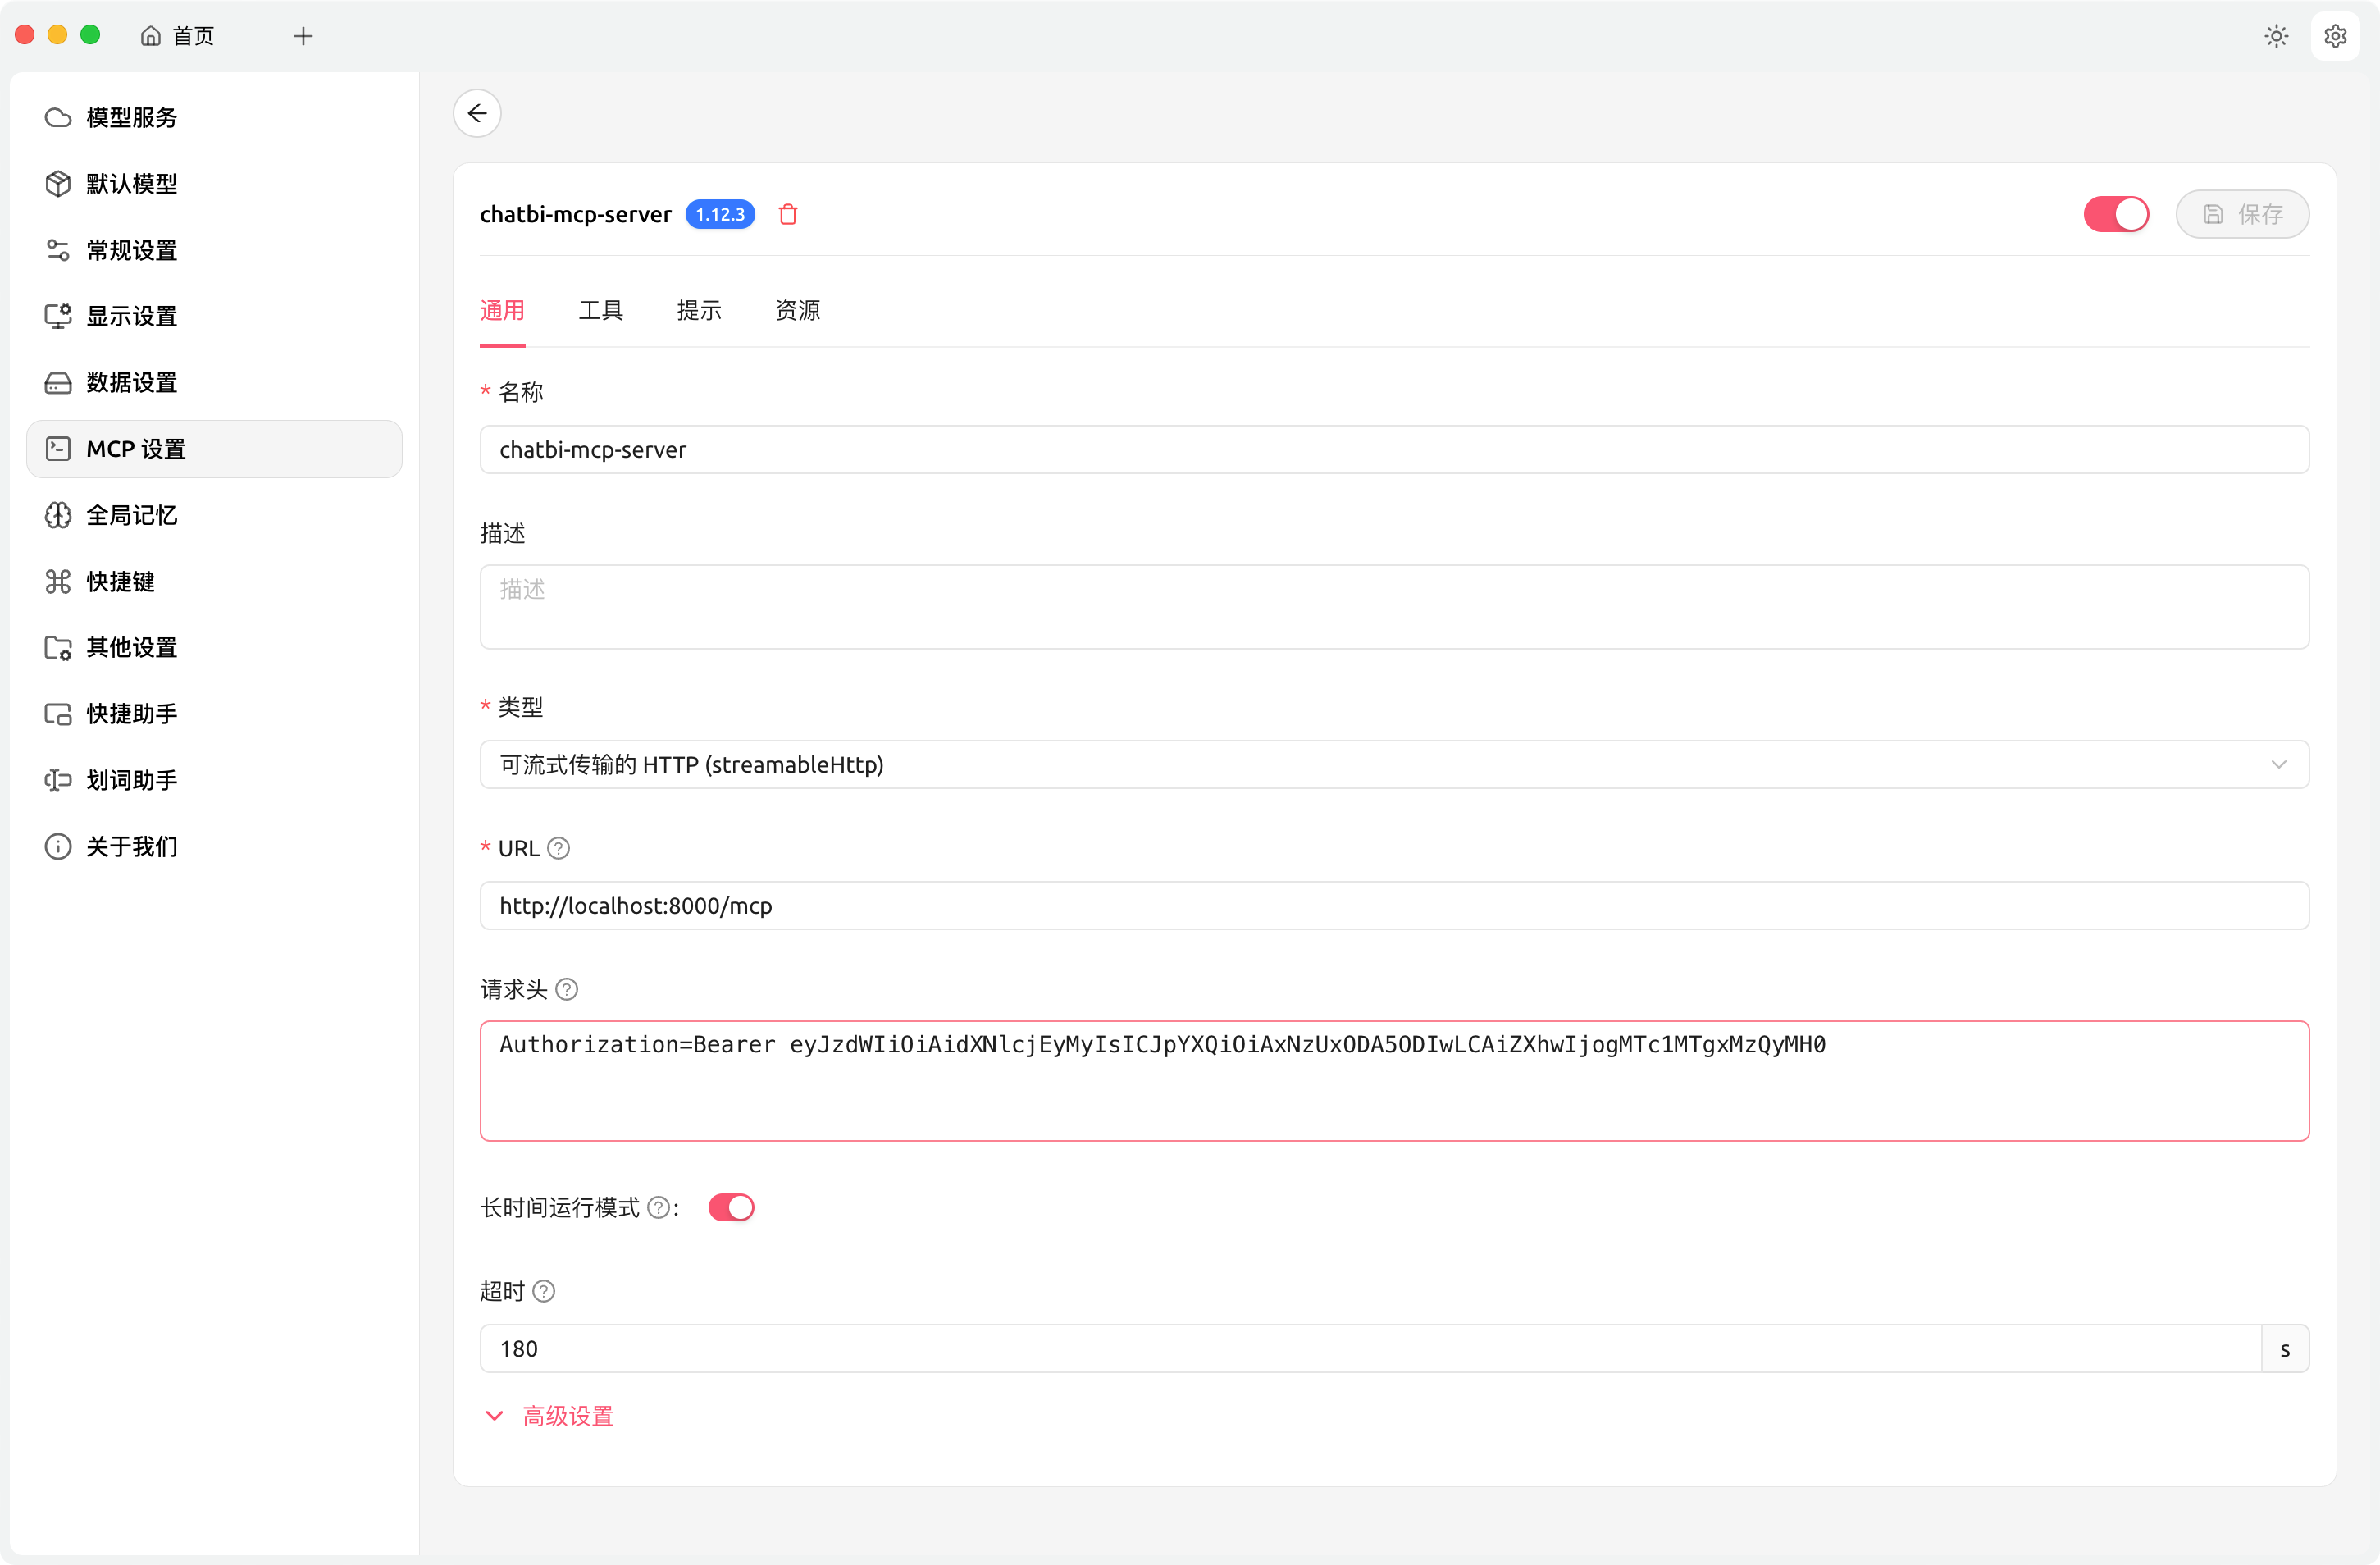 首页
模型服务
默认模型
常规设置
显示设置
数据设置
MCP 设置
全局记忆
快捷键
其他设置
快捷助手
划词助手
关于我们
chatbi-mcp-server 1.12.3
保存
通用 工具 提示 资源
* 名称
chatbi-mcp-server
描述
描述
* 类型
可流式传输的 HTTP (streamableHttp)
* URL
http://localhost:8000/mcp
请求头
Authorization=Bearer eyJzdWIiOiAidXNlcjEyMyIsICJpYXQiOiAxNzUxODA5ODIwLCAiZXhwIjogMTc1MTgxMzQyMH0
长时间运行模式 :
超时
180 s
高级设置